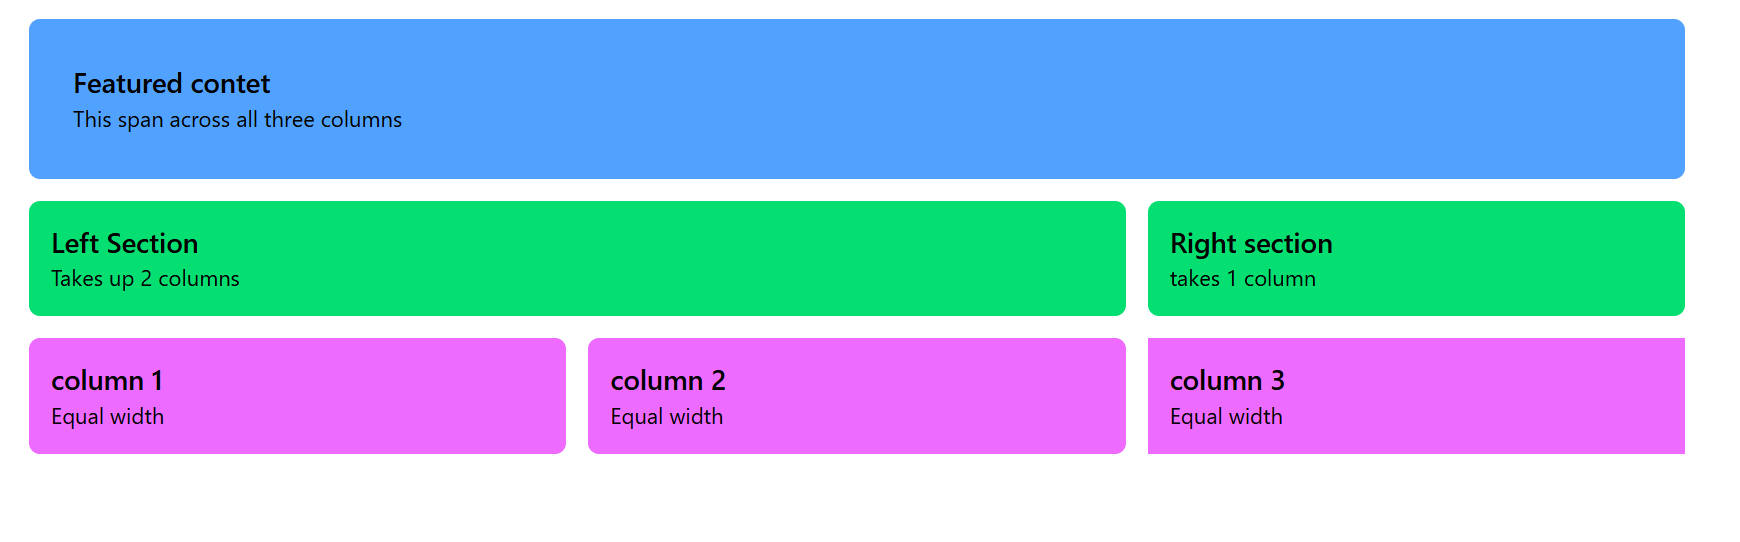 Featured contet
This span across all three columns
Left Section
Takes up 2 columns
Right section
takes 1 column
column 1
Equal width
column 2
Equal width
column 3
Equal width